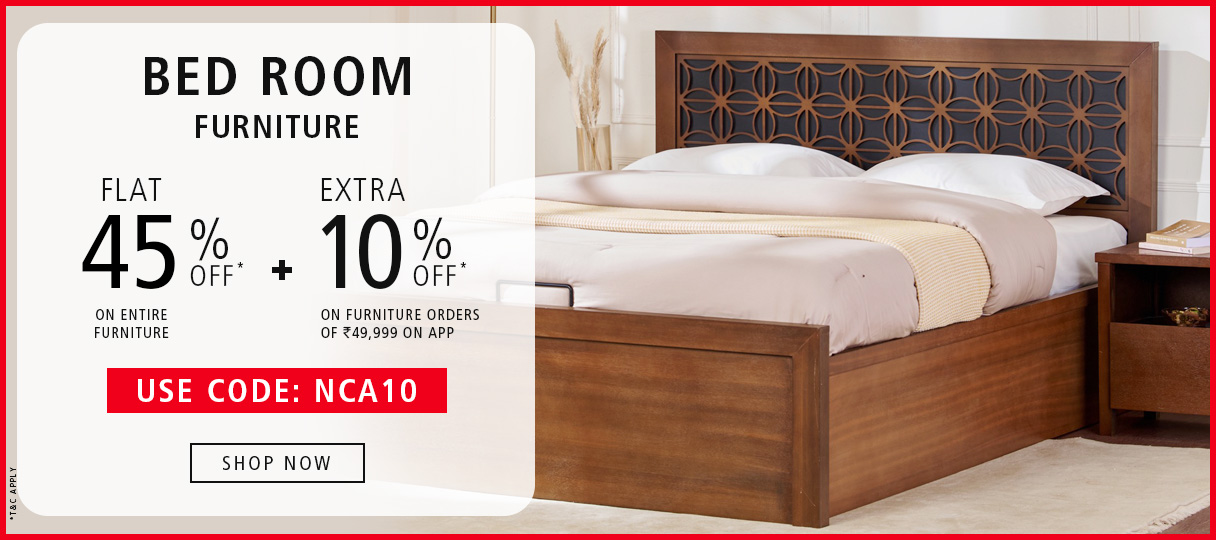 BED ROOM
FURNITURE
FLAT
45% OFF*
ON ENTIRE
FURNITURE
+
EXTRA
10% OFF*
ON FURNITURE ORDERS
OF ₹49,999 ON APP
USE CODE: NCA10
SHOP NOW
*T&C APPLY